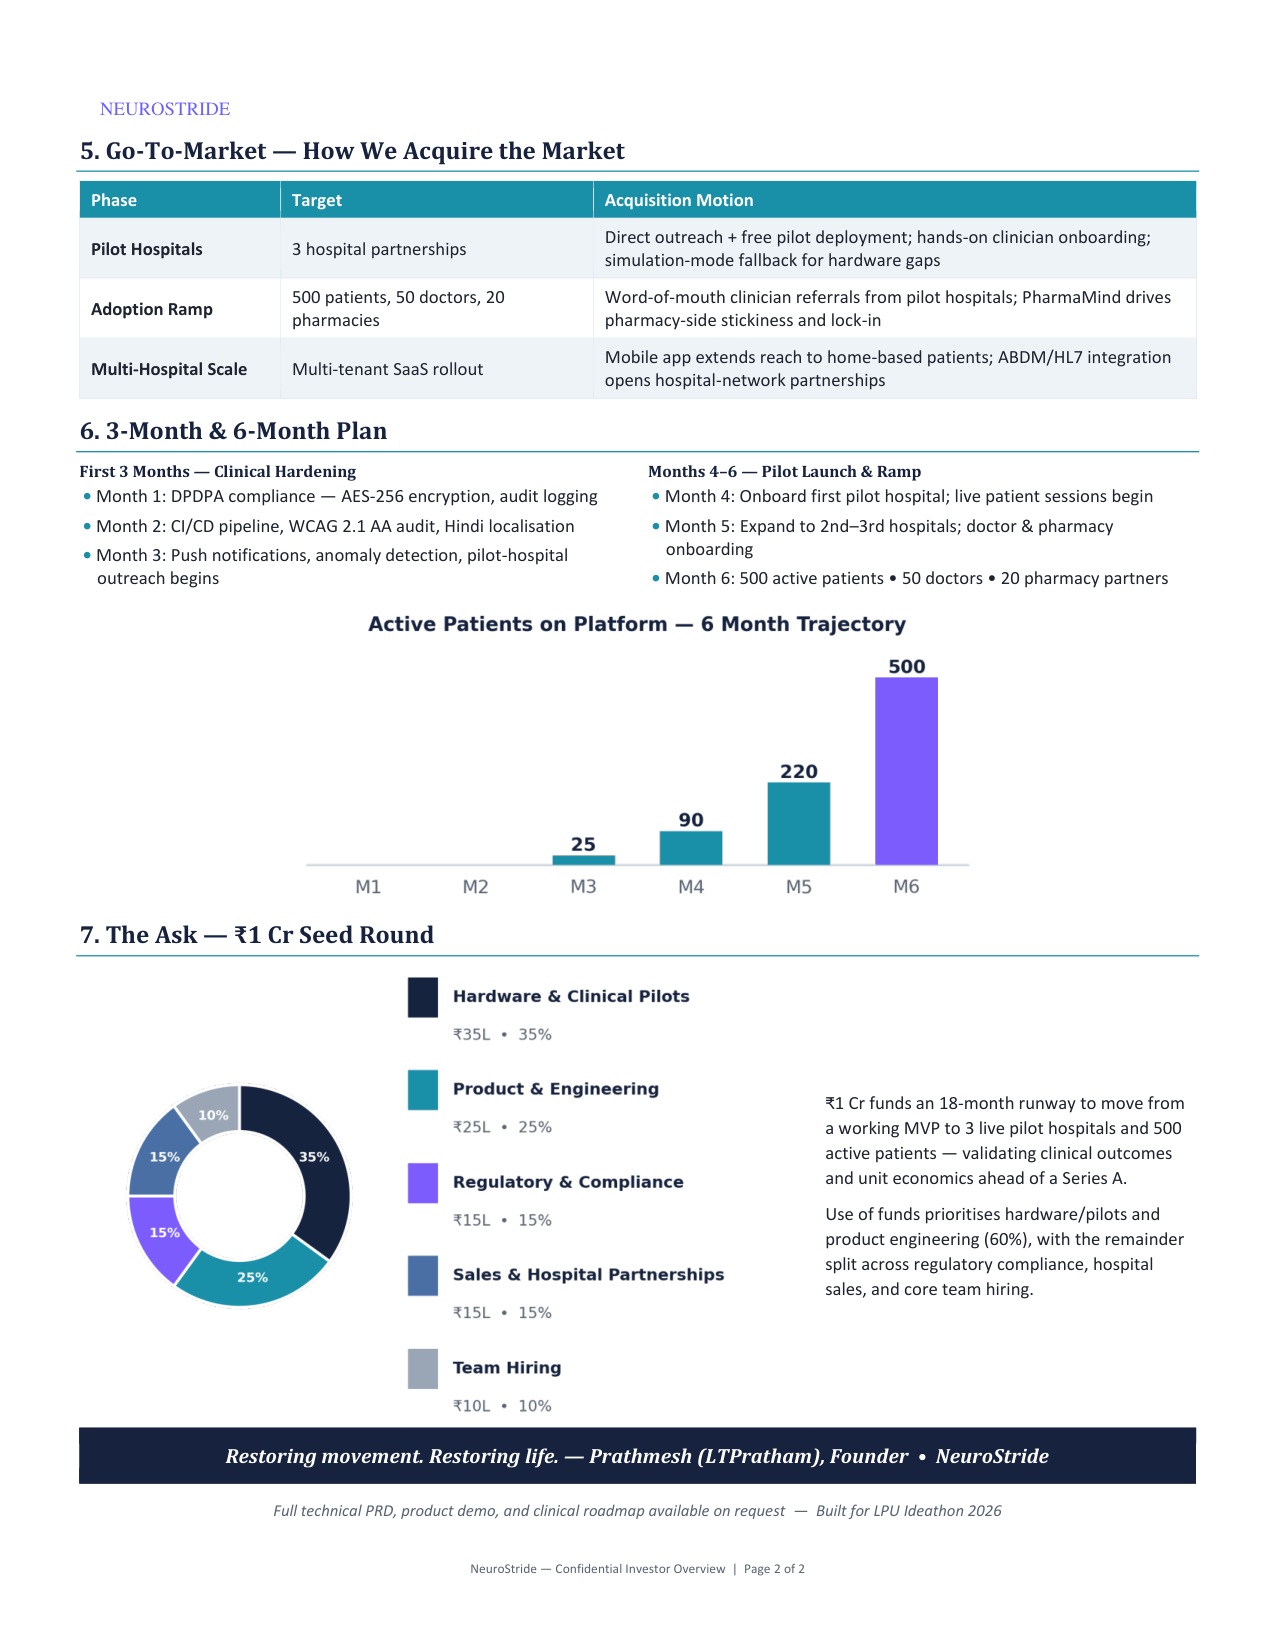 NEUROSTRIDE
5. Go-To-Market — How We Acquire the Market
Phase Target Acquisition Motion
Pilot Hospitals 3 hospital partnerships Direct outreach + free pilot deployment; hands-on clinician onboarding;
simulation-mode fallback for hardware gaps
Adoption Ramp 500 patients, 50 doctors, 20
pharmacies
Word-of-mouth clinician referrals from pilot hospitals; PharmaMind drives
pharmacy-side stickiness and lock-in
Multi-Hospital Scale Multi-tenant SaaS rollout Mobile app extends reach to home-based patients; ABDM/HL7 integration
opens hospital-network partnerships
6. 3-Month & 6-Month Plan
First 3 Months — Clinical Hardening
• Month 1: DPDPA compliance — AES-256 encryption, audit logging
• Month 2: CI/CD pipeline, WCAG 2.1 AA audit, Hindi localisation
• Month 3: Push notifications, anomaly detection, pilot-hospital
outreach begins
Months 4–6 — Pilot Launch & Ramp
• Month 4: Onboard first pilot hospital; live patient sessions begin
• Month 5: Expand to 2nd–3rd hospitals; doctor & pharmacy
onboarding
• Month 6: 500 active patients • 50 doctors • 20 pharmacy partners
Active Patients on Platform — 6 Month Trajectory
25 90 220 500
M1 M2 M3 M4 M5 M6
7. The Ask — ₹1 Cr Seed Round
35%
25%
15%
15%
10%
Hardware & Clinical Pilots
₹35L • 35%
Product & Engineering
₹25L • 25%
Regulatory & Compliance
₹15L • 15%
Sales & Hospital Partnerships
₹15L • 15%
Team Hiring
₹10L • 10%
₹1 Cr funds an 18-month runway to move from
a working MVP to 3 live pilot hospitals and 500
active patients — validating clinical outcomes
and unit economics ahead of a Series A.
Use of funds prioritises hardware/pilots and
product engineering (60%), with the remainder
split across regulatory compliance, hospital
sales, and core team hiring.
Restoring movement. Restoring life. — Prathmesh (LTPratham), Founder • NeuroStride
Full technical PRD, product demo, and clinical roadmap available on request — Built for LPU Ideathon 2026
NeuroStride — Confidential Investor Overview | Page 2 of 2